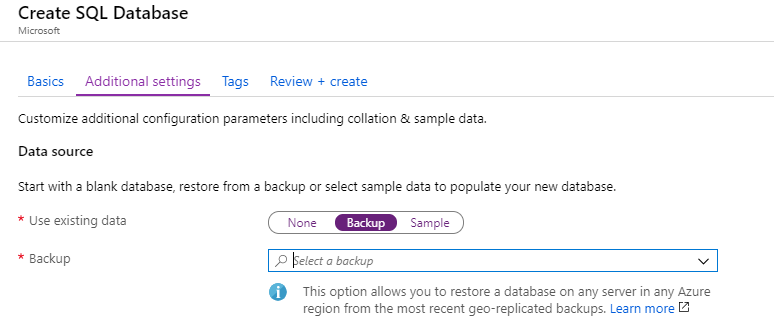 Create SQL Database
Microsoft
Basics Additional settings Tags Review + create
Customize additional configuration parameters including collation & sample data.
Data source
Start with a blank database, restore from a backup or select sample data to populate your new database.
* Use existing data None Backup Sample
* Backup Select a backup
This option allows you to restore a database on any server in any Azure
region from the most recent geo-replicated backups. Learn more